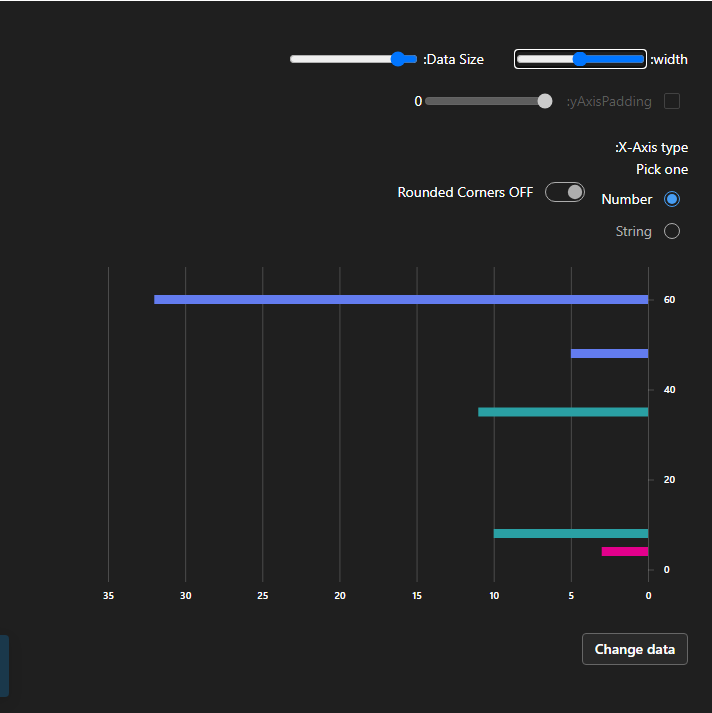 :width
:Data Size
:yAxisPadding
0
:X-Axis type
Pick one
Number
Rounded Corners OFF
String
60
40
20
0
35 30 25 20 15 10 5 0
Change data